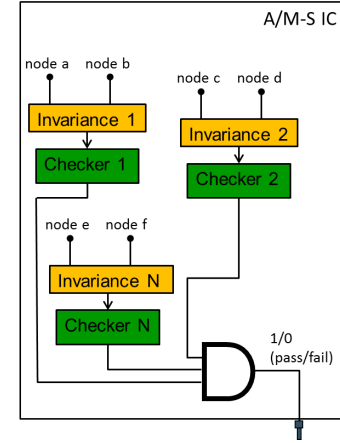 A/M-S IC
node a node b
Invariance 1
Checker 1
node c node d
Invariance 2
Checker 2
node e node f
Invariance N
Checker N
1/0
(pass/fail)